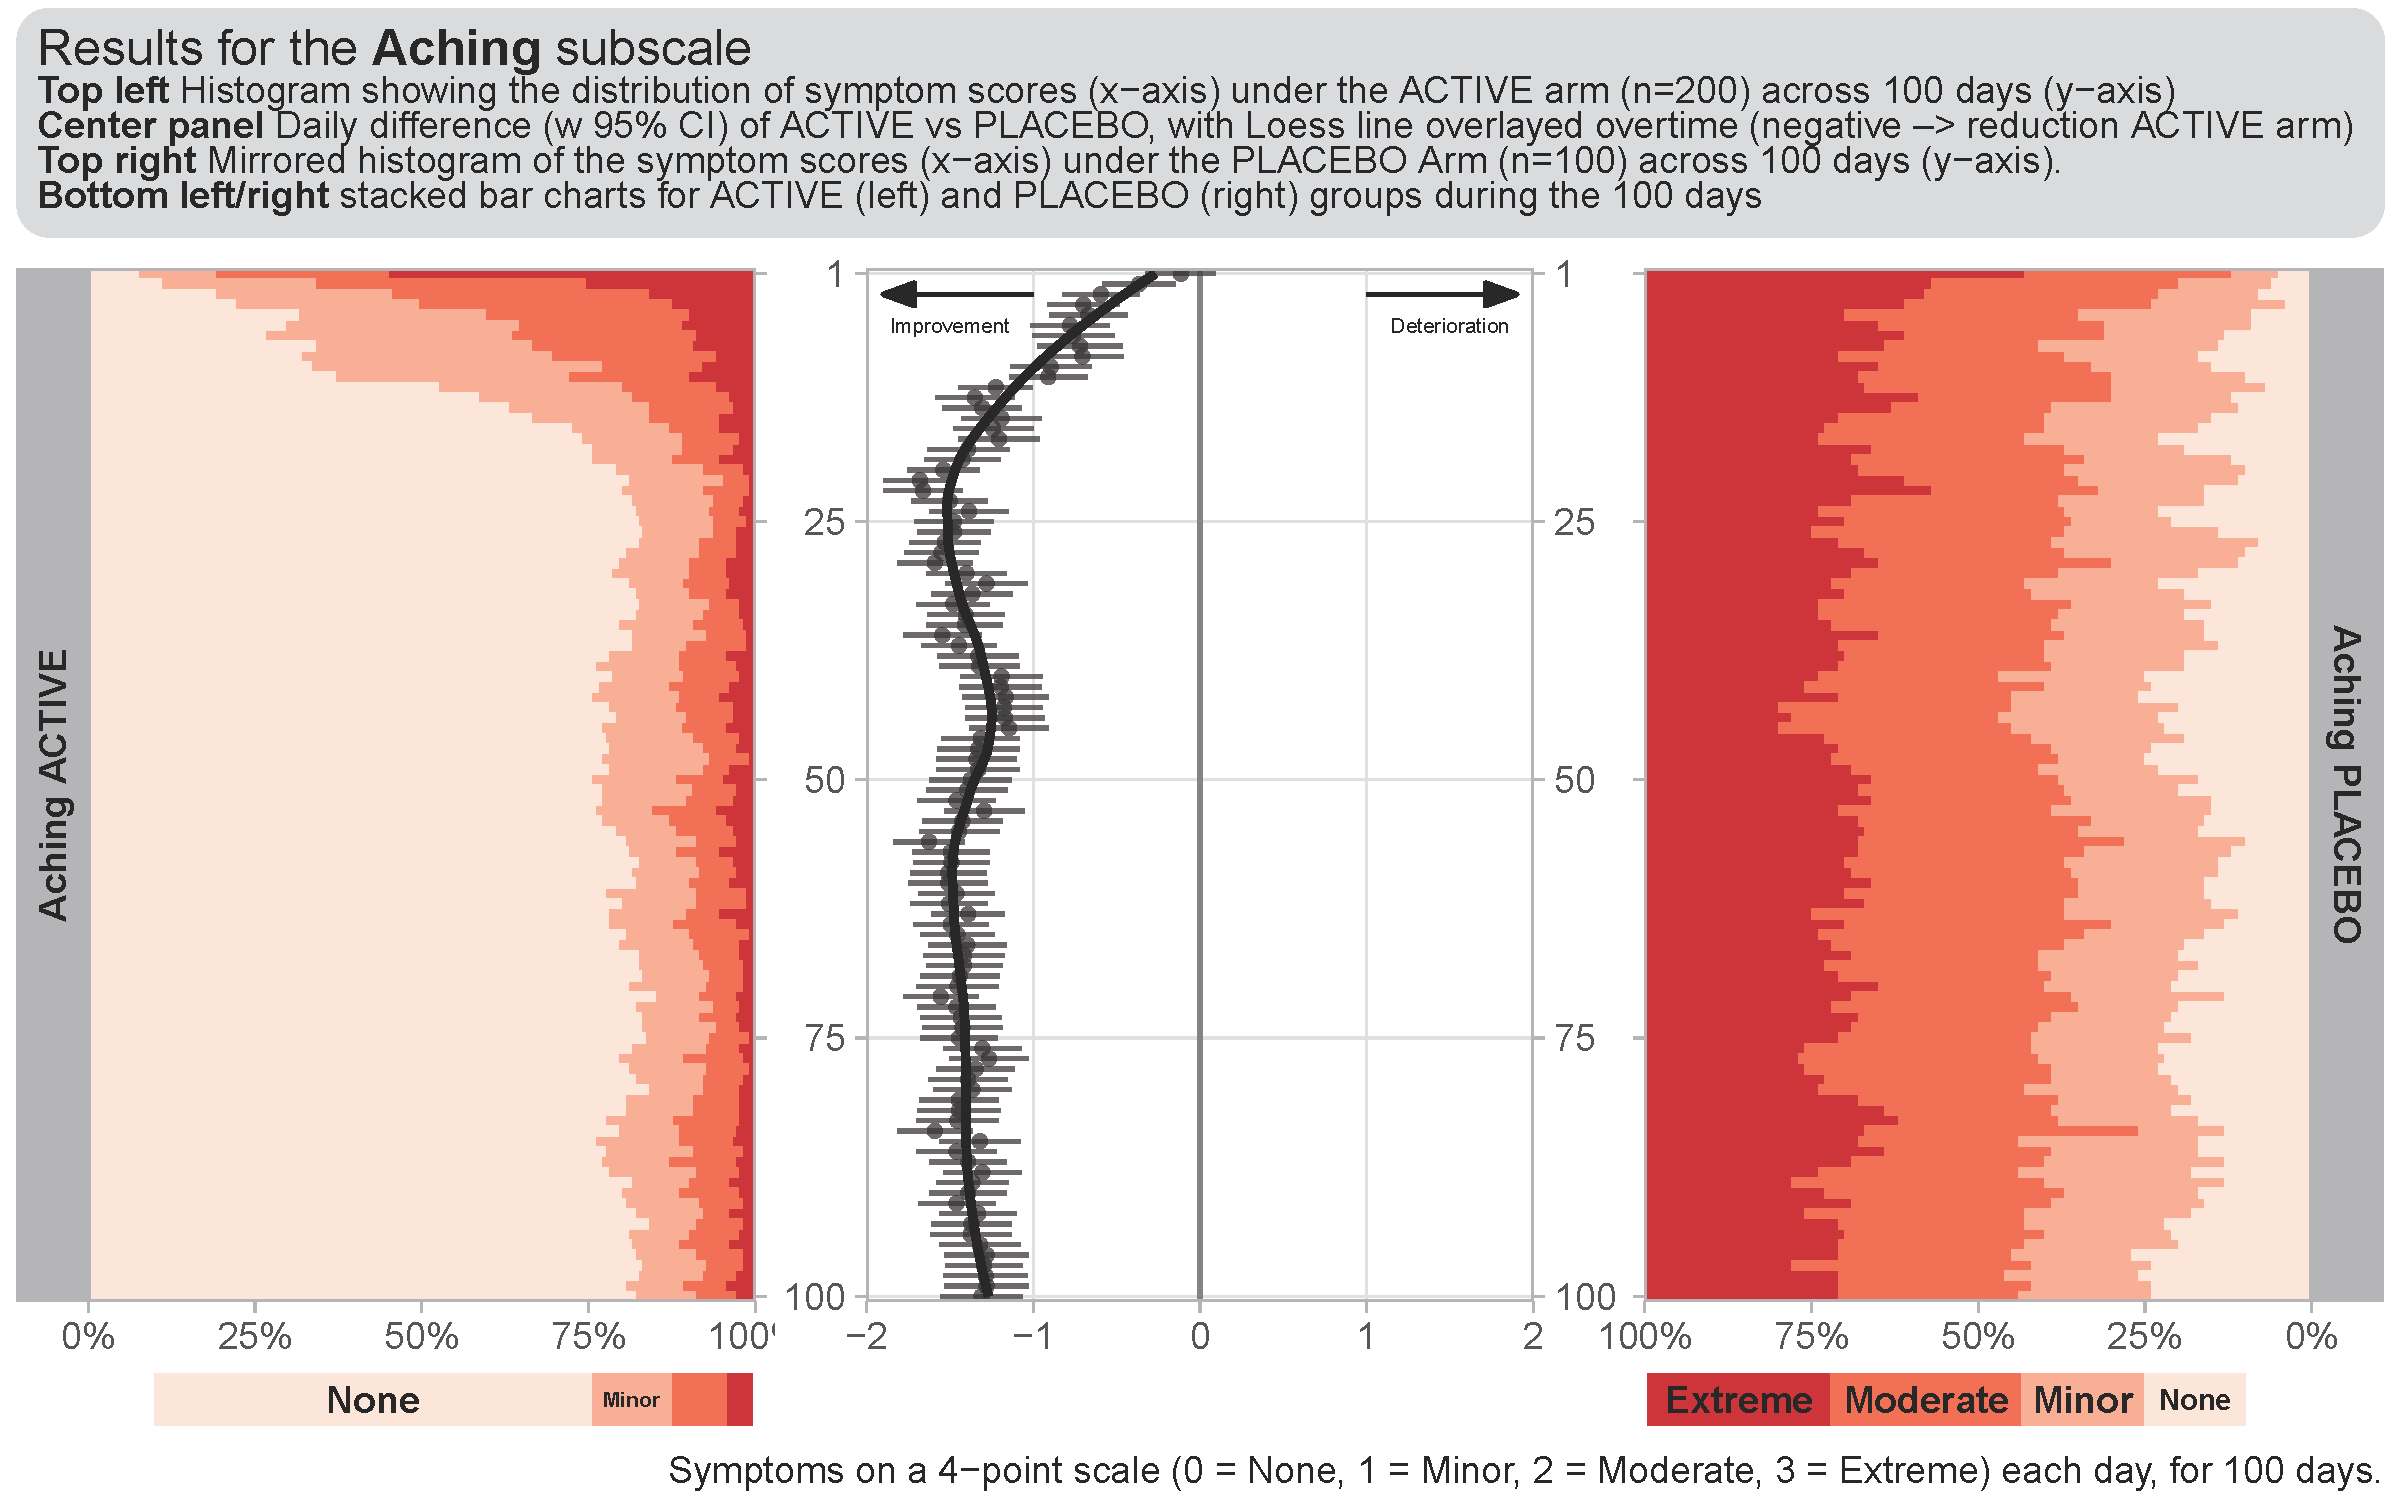 Results for the Aching subscale
Top left Histogram showing the distribution of symptom scores (x−axis) under the ACTIVE arm (n=200) across 100 days (y−axis)
Center panel Daily difference (w 95% CI) of ACTIVE vs PLACEBO, with Loess line overlayed overtime (negative −> reduction ACTIVE arm)
Top right Mirrored histogram of the symptom scores (x−axis) under the PLACEBO Arm (n=100) across 100 days (y−axis).
Bottom left/right stacked bar charts for ACTIVE (left) and PLACEBO (right) groups during the 100 days
Aching ACTIVE
0% 25% 50% 75% 100
1
25
50
75
100
Improvement
Deterioration
−2 −1 0 1 2
1
25
50
75
100
100% 75% 50% 25% 0%
Aching PLACEBO
None Minor
Extreme Moderate Minor None
Symptoms on a 4−point scale (0 = None, 1 = Minor, 2 = Moderate, 3 = Extreme) each day, for 100 days.